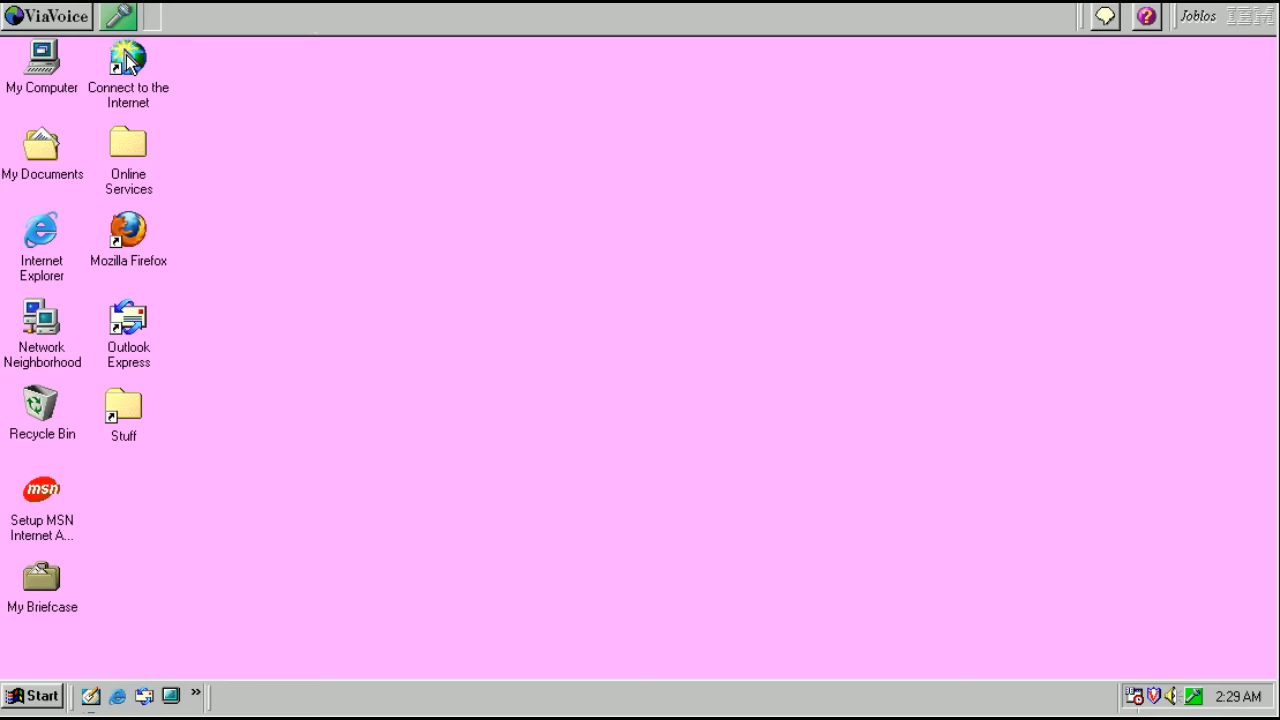 ViaVoice
Joblos
IBM
My Computer
Connect to the
Internet
My Documents
Online
Services
Internet
Explorer
Mozilla Firefox
Network
Neighborhood
Outlook
Express
Recycle Bin
Stuff
msn
Setup MSN
Internet A...
My Briefcase
Start
»
2:29 AM